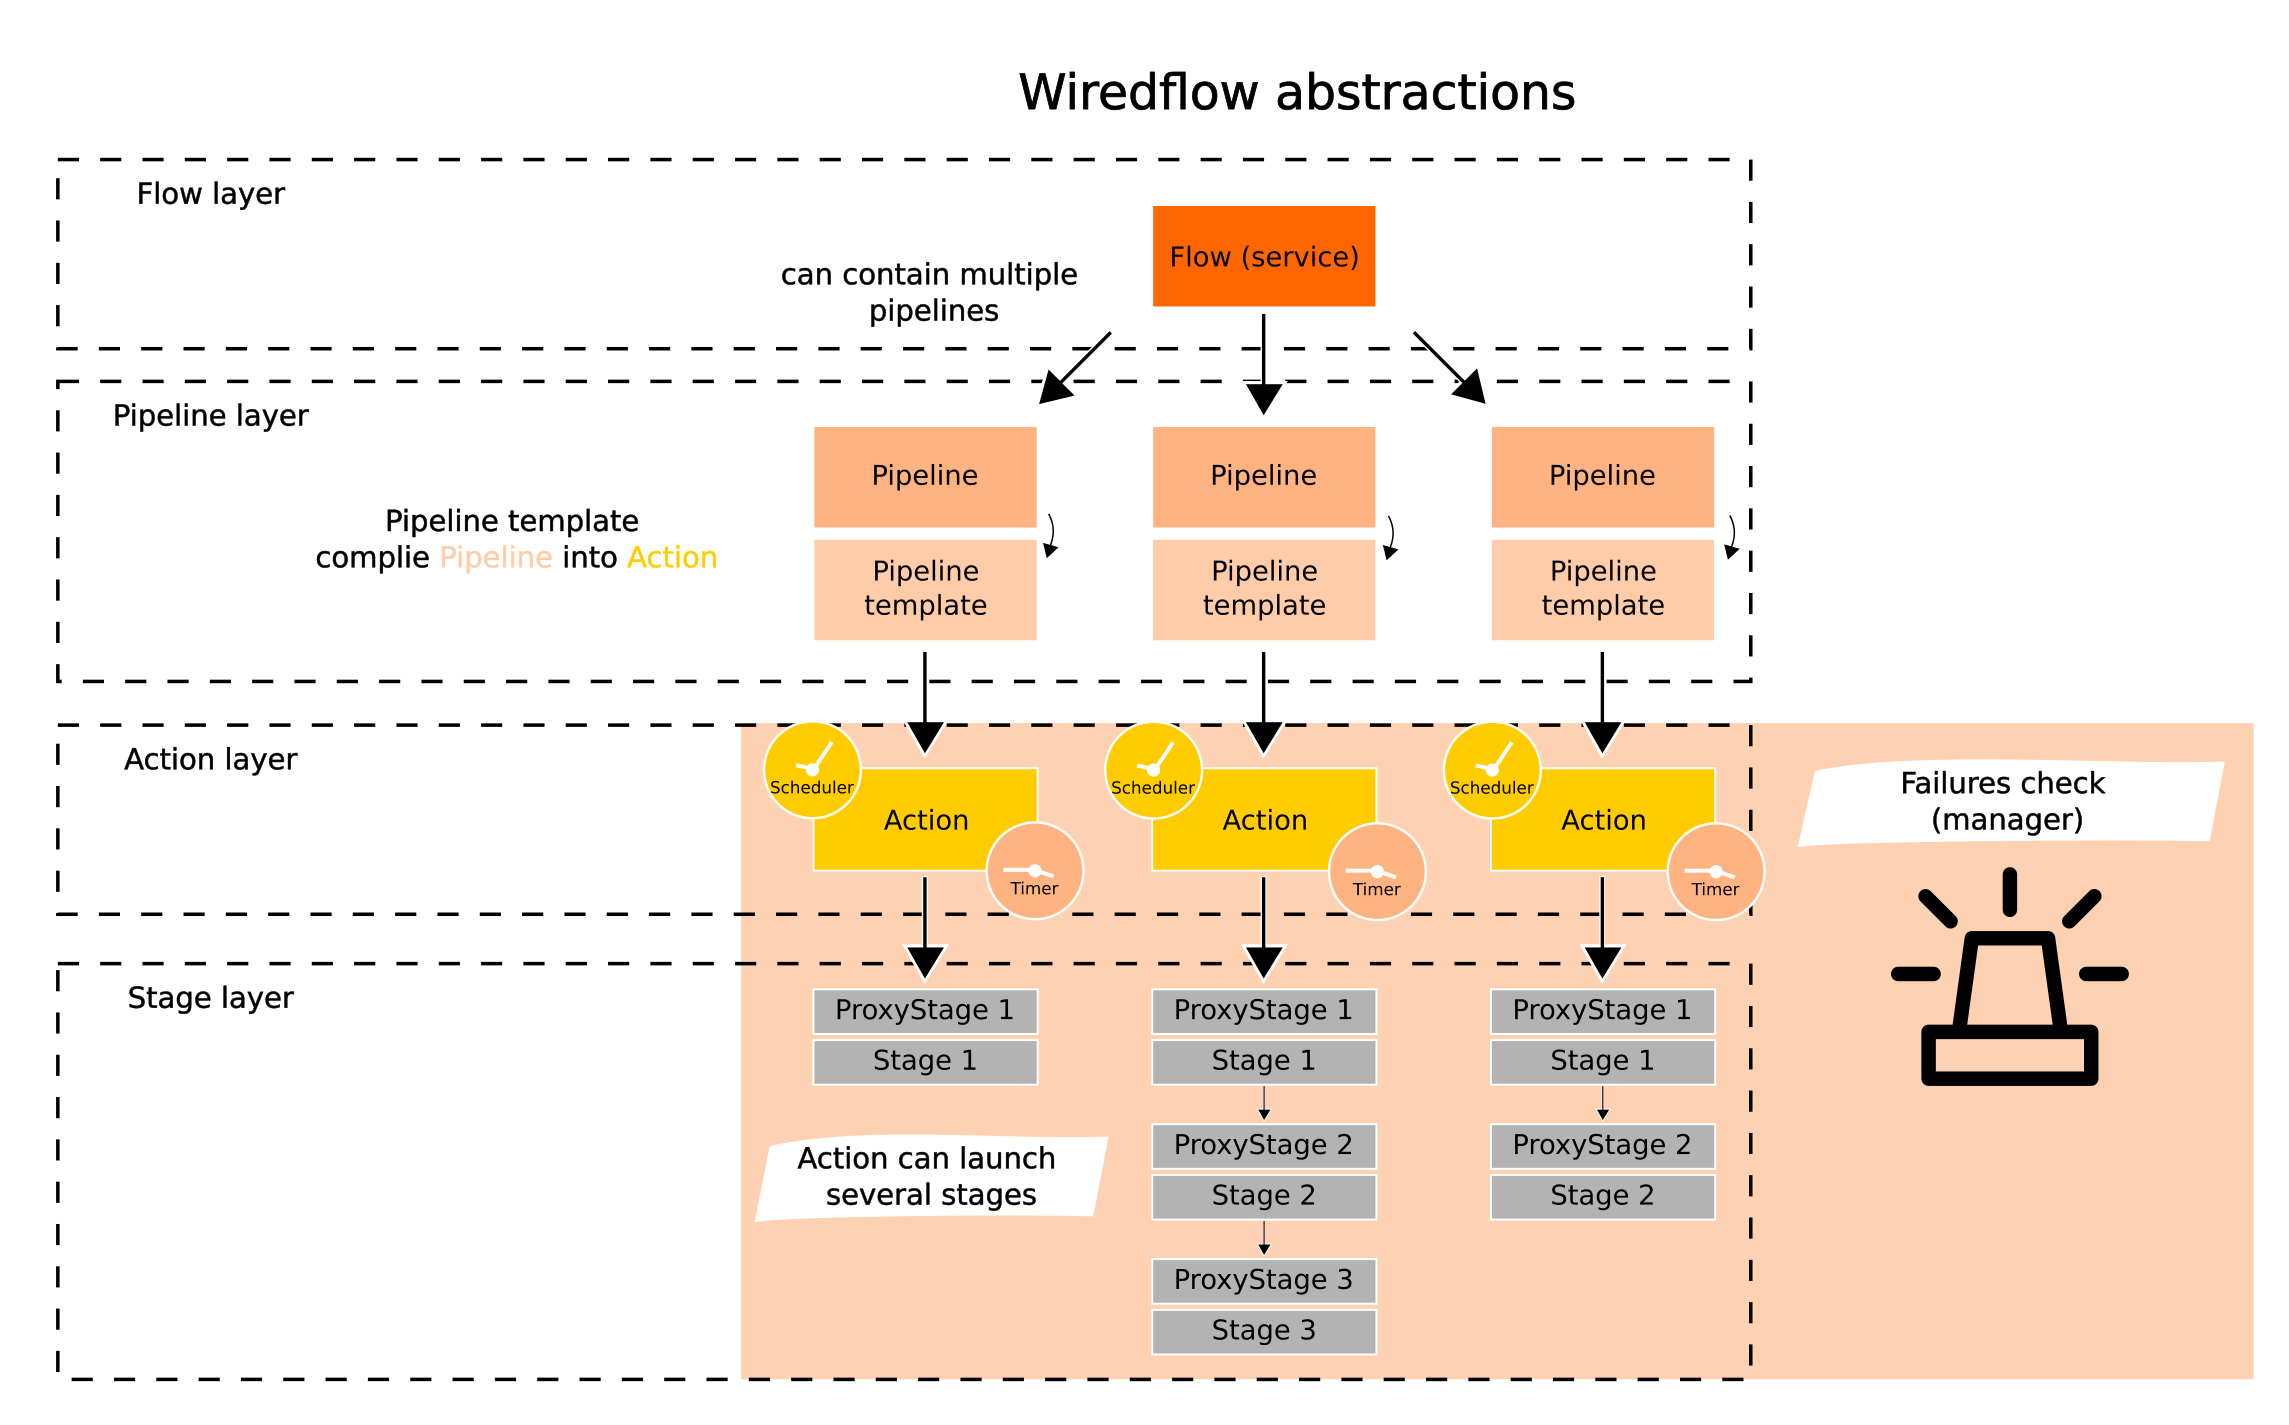 Wiredflow abstractions
Flow layer
Flow (service)
can contain multiple
pipelines
Pipeline layer
Pipeline
Pipeline
Pipeline
Pipeline template
complie Pipeline into Action
Pipeline
template
Pipeline
template
Pipeline
template
Action layer
Scheduler
Action
Timer
Scheduler
Action
Timer
Scheduler
Action
Timer
Failures check
(manager)
Stage layer
ProxyStage 1
Stage 1
ProxyStage 1
Stage 1
ProxyStage 1
Stage 1
Action can launch
several stages
ProxyStage 2
Stage 2
ProxyStage 2
Stage 2
ProxyStage 3
Stage 3